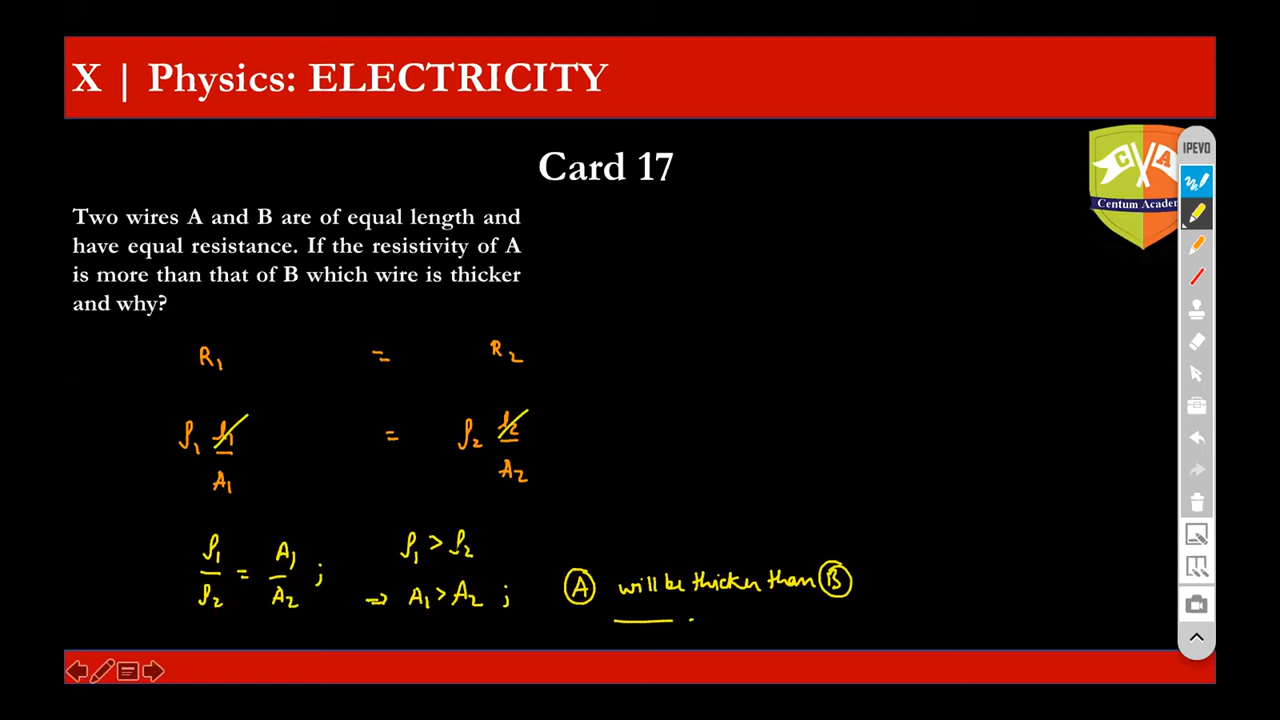 X | Physics: ELECTRICITY
Card 17
IPEVO
C A
Centum Academ
Two wires A and B are of equal length and
have equal resistance. If the resistivity of A
is more than that of B which wire is thicker
and why?
R₁ = R₂
ρ₁ l₁/A₁ = ρ₂ l₂/A₂
ρ₁/ρ₂ = A₁/A₂ ; ρ₁ > ρ₂
⇒ A₁ > A₂ ; A will be thicker than B